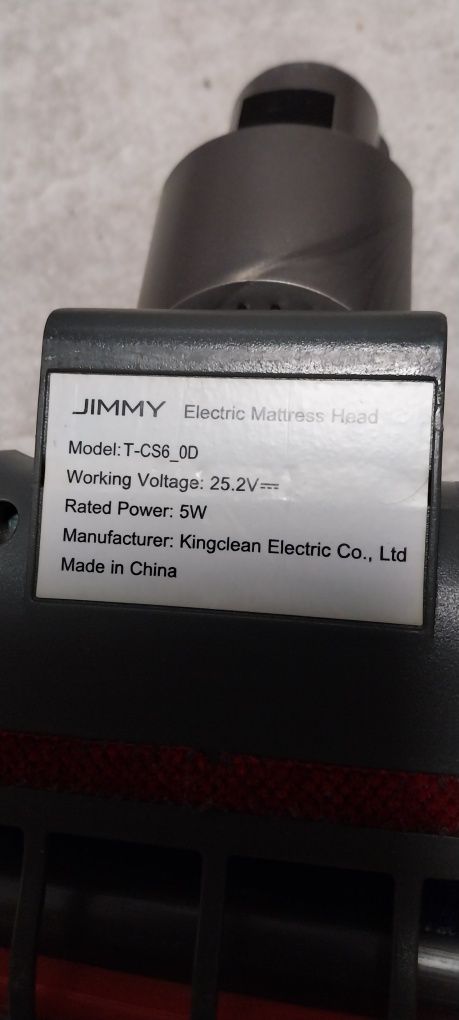 JIMMY Electric Mattress Head
Model:T-CS6_0D
Working Voltage: 25.2V⎓
Rated Power: 5W
Manufacturer: Kingclean Electric Co., Ltd
Made in China